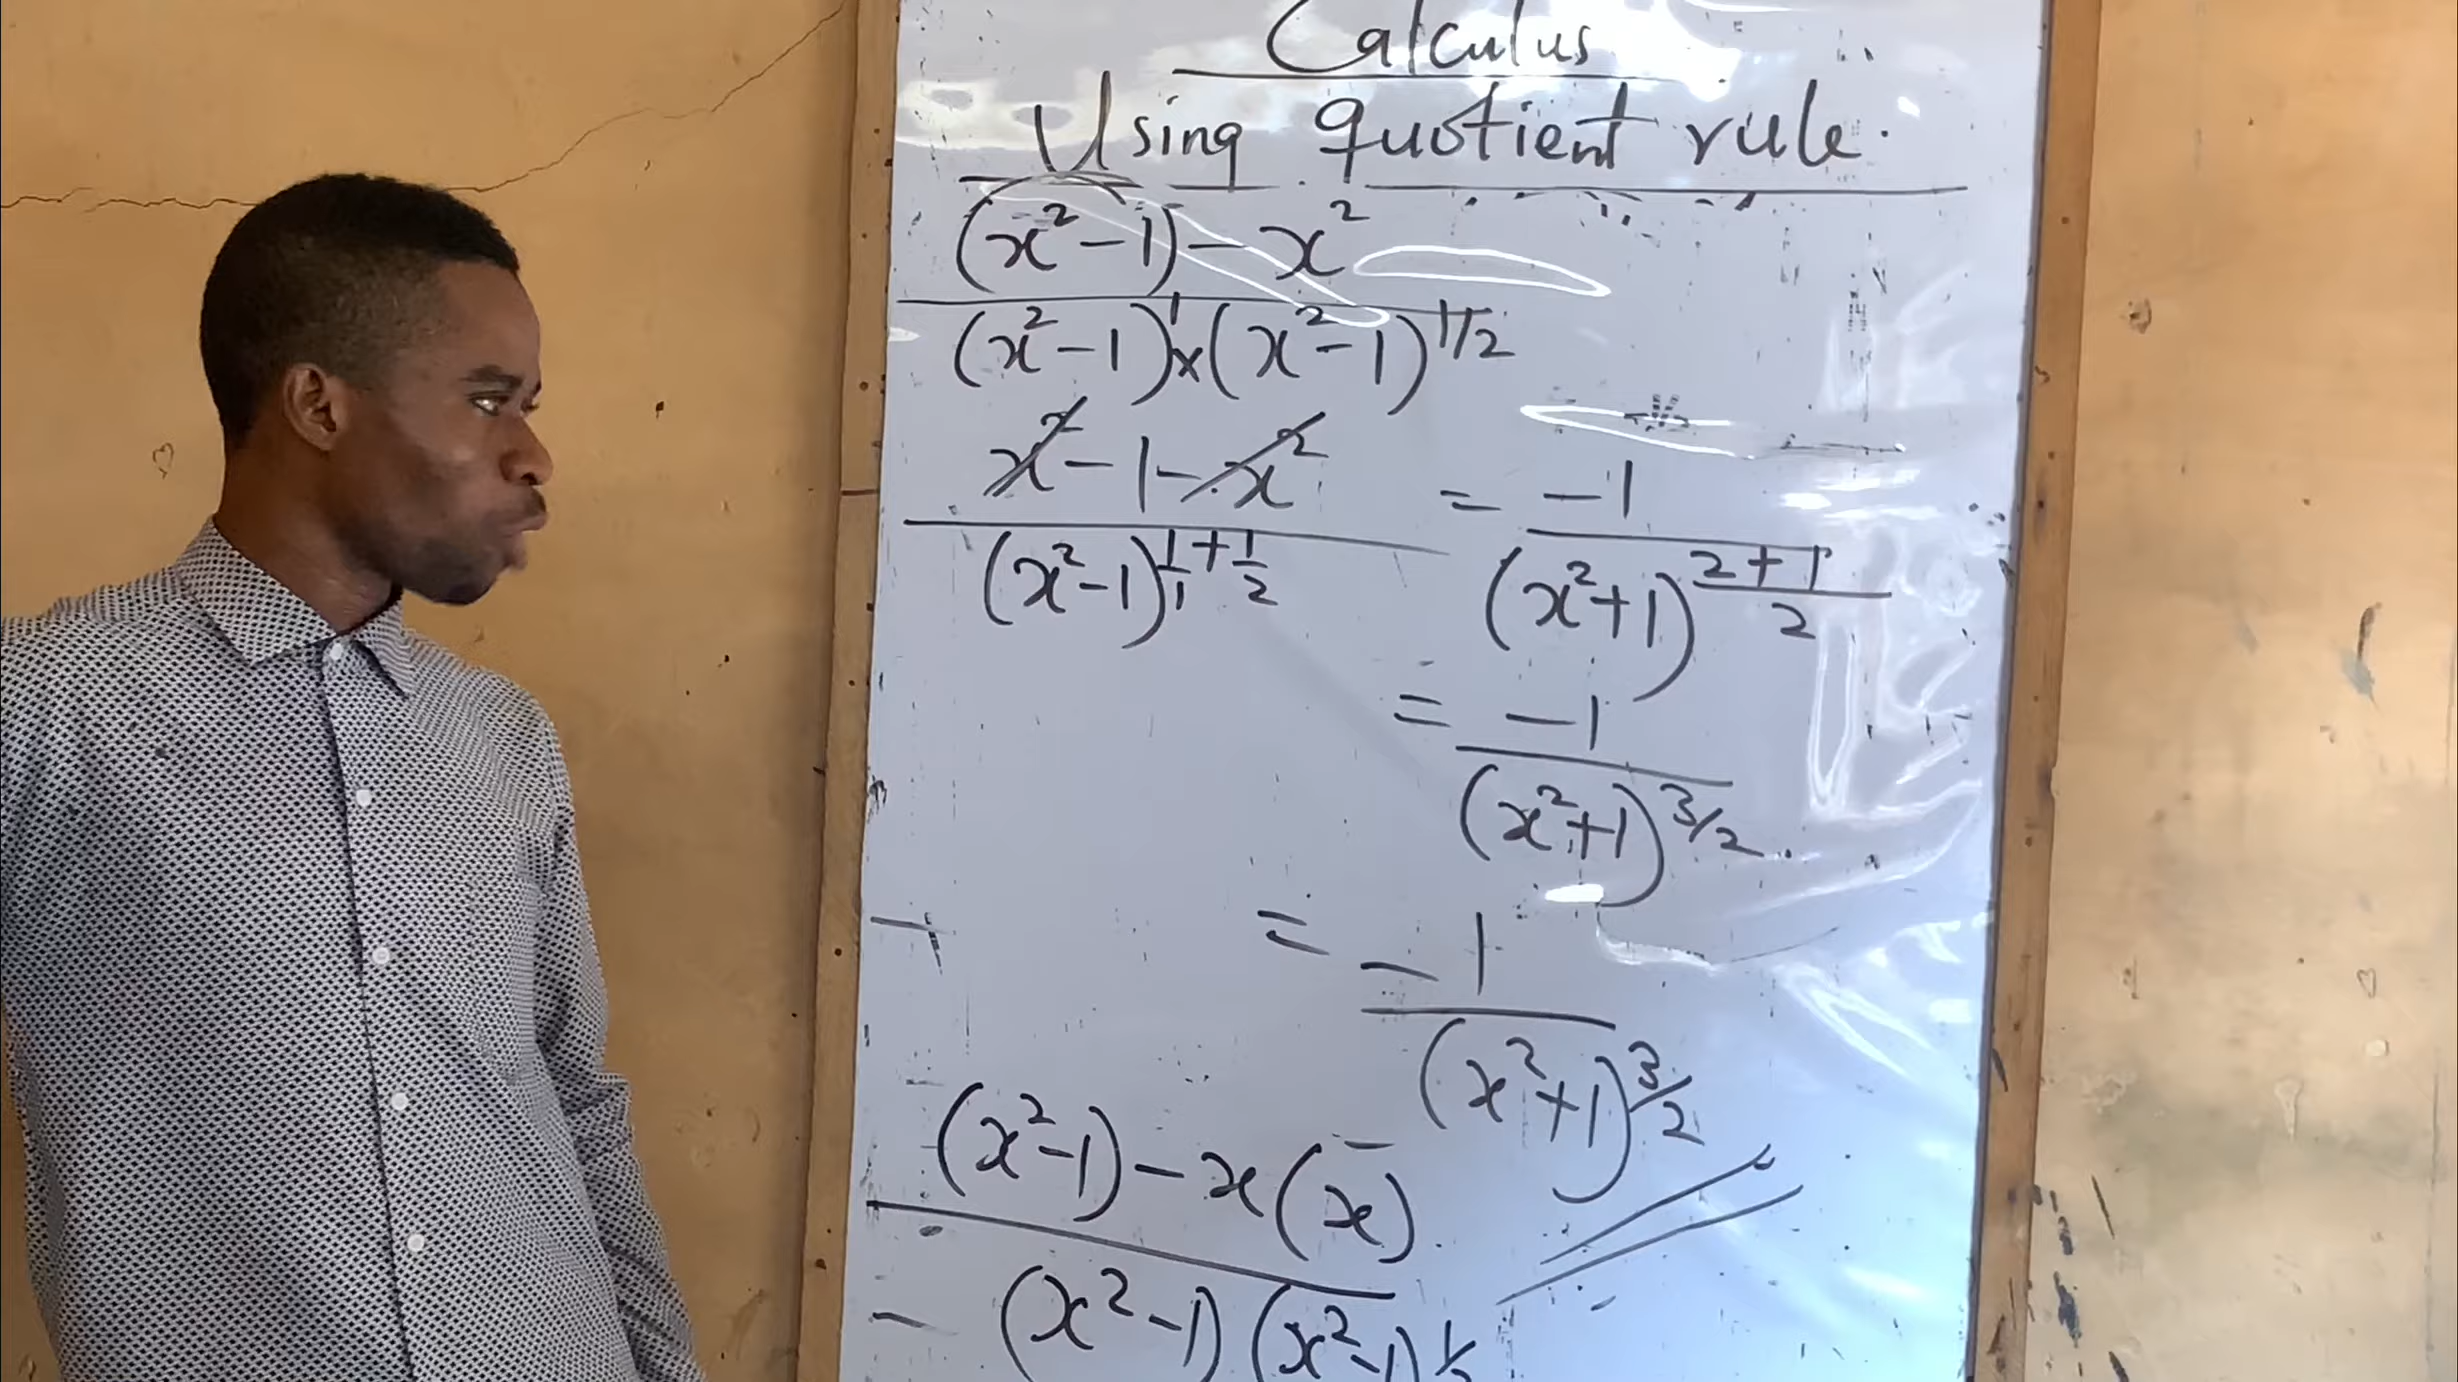 Calculus
Using quotient rule.
(x²-1) - x²
(x²-1)¹ x (x²-1)^1/2
x² - 1 - x² = -1
(x²-1)^1/1 + 1/2 (x²+1)^2+1/2
= -1
(x²+1)^3/2.
= -1
(x²+1)^3/2
(x²-1) - x(x)
(x²-1) (x²-1)^1/2